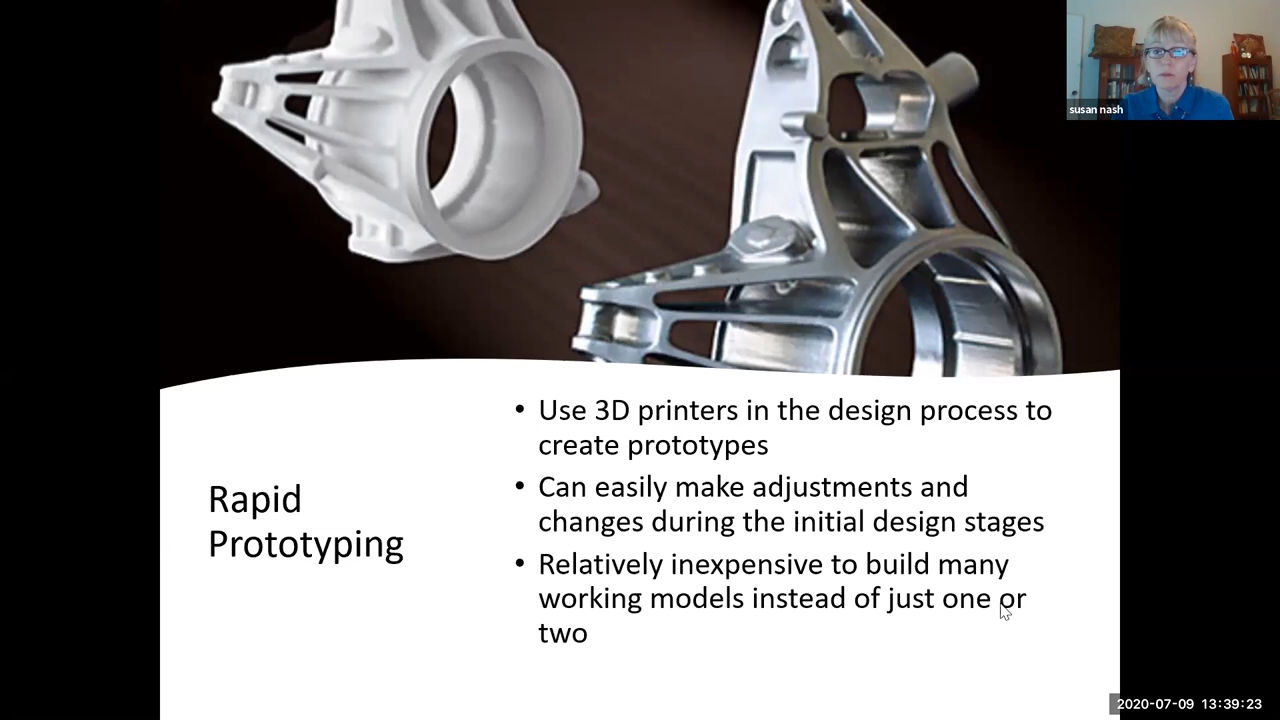 susan nash
Rapid
Prototyping
• Use 3D printers in the design process to
create prototypes
• Can easily make adjustments and
changes during the initial design stages
• Relatively inexpensive to build many
working models instead of just one or
two
2020-07-09 13:39:23